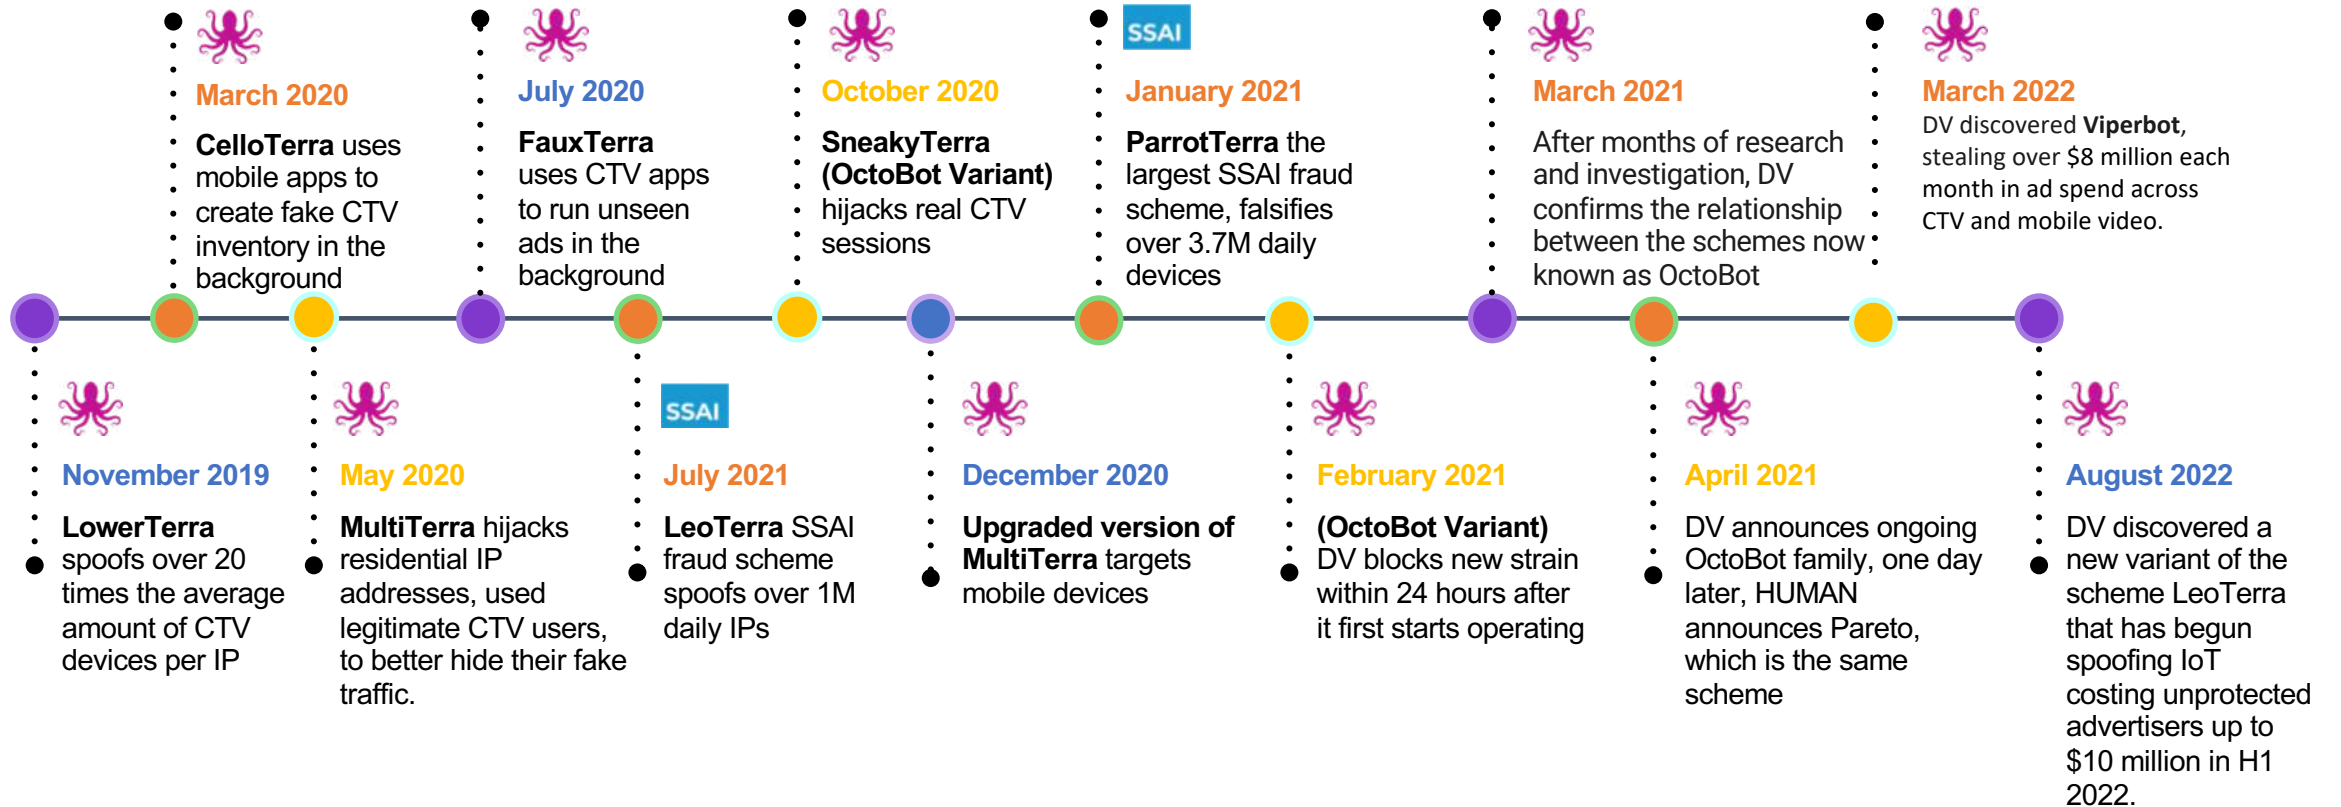 SSAI
March 2020
CelloTerra uses
mobile apps to
create fake CTV
inventory in the
background
July 2020
FauxTerra
uses CTV apps
to run unseen
ads in the
background
October 2020
SneakyTerra
(OctoBot Variant)
hijacks real CTV
sessions
January 2021
ParrotTerra the
largest SSAI fraud
scheme, falsifies
over 3.7M daily
devices
March 2021
After months of research
and investigation, DV
confirms the relationship
between the schemes now
known as OctoBot
March 2022
DV discovered Viperbot,
stealing over $8 million each
month in ad spend across
CTV and mobile video.
November 2019
LowerTerra
spoofs over 20
times the average
amount of CTV
devices per IP
May 2020
MultiTerra hijacks
residential IP
addresses, used
legitimate CTV users,
to better hide their fake
traffic.
SSAI
July 2021
LeoTerra SSAI
fraud scheme
spoofs over 1M
daily IPs
December 2020
Upgraded version of
MultiTerra targets
mobile devices
February 2021
(OctoBot Variant)
DV blocks new strain
within 24 hours after
it first starts operating
April 2021
DV announces ongoing
OctoBot family, one day
later, HUMAN
announces Pareto,
which is the same
scheme
August 2022
DV discovered a
new variant of the
scheme LeoTerra
that has begun
spoofing IoT
costing unprotected
advertisers up to
$10 million in H1
2022.